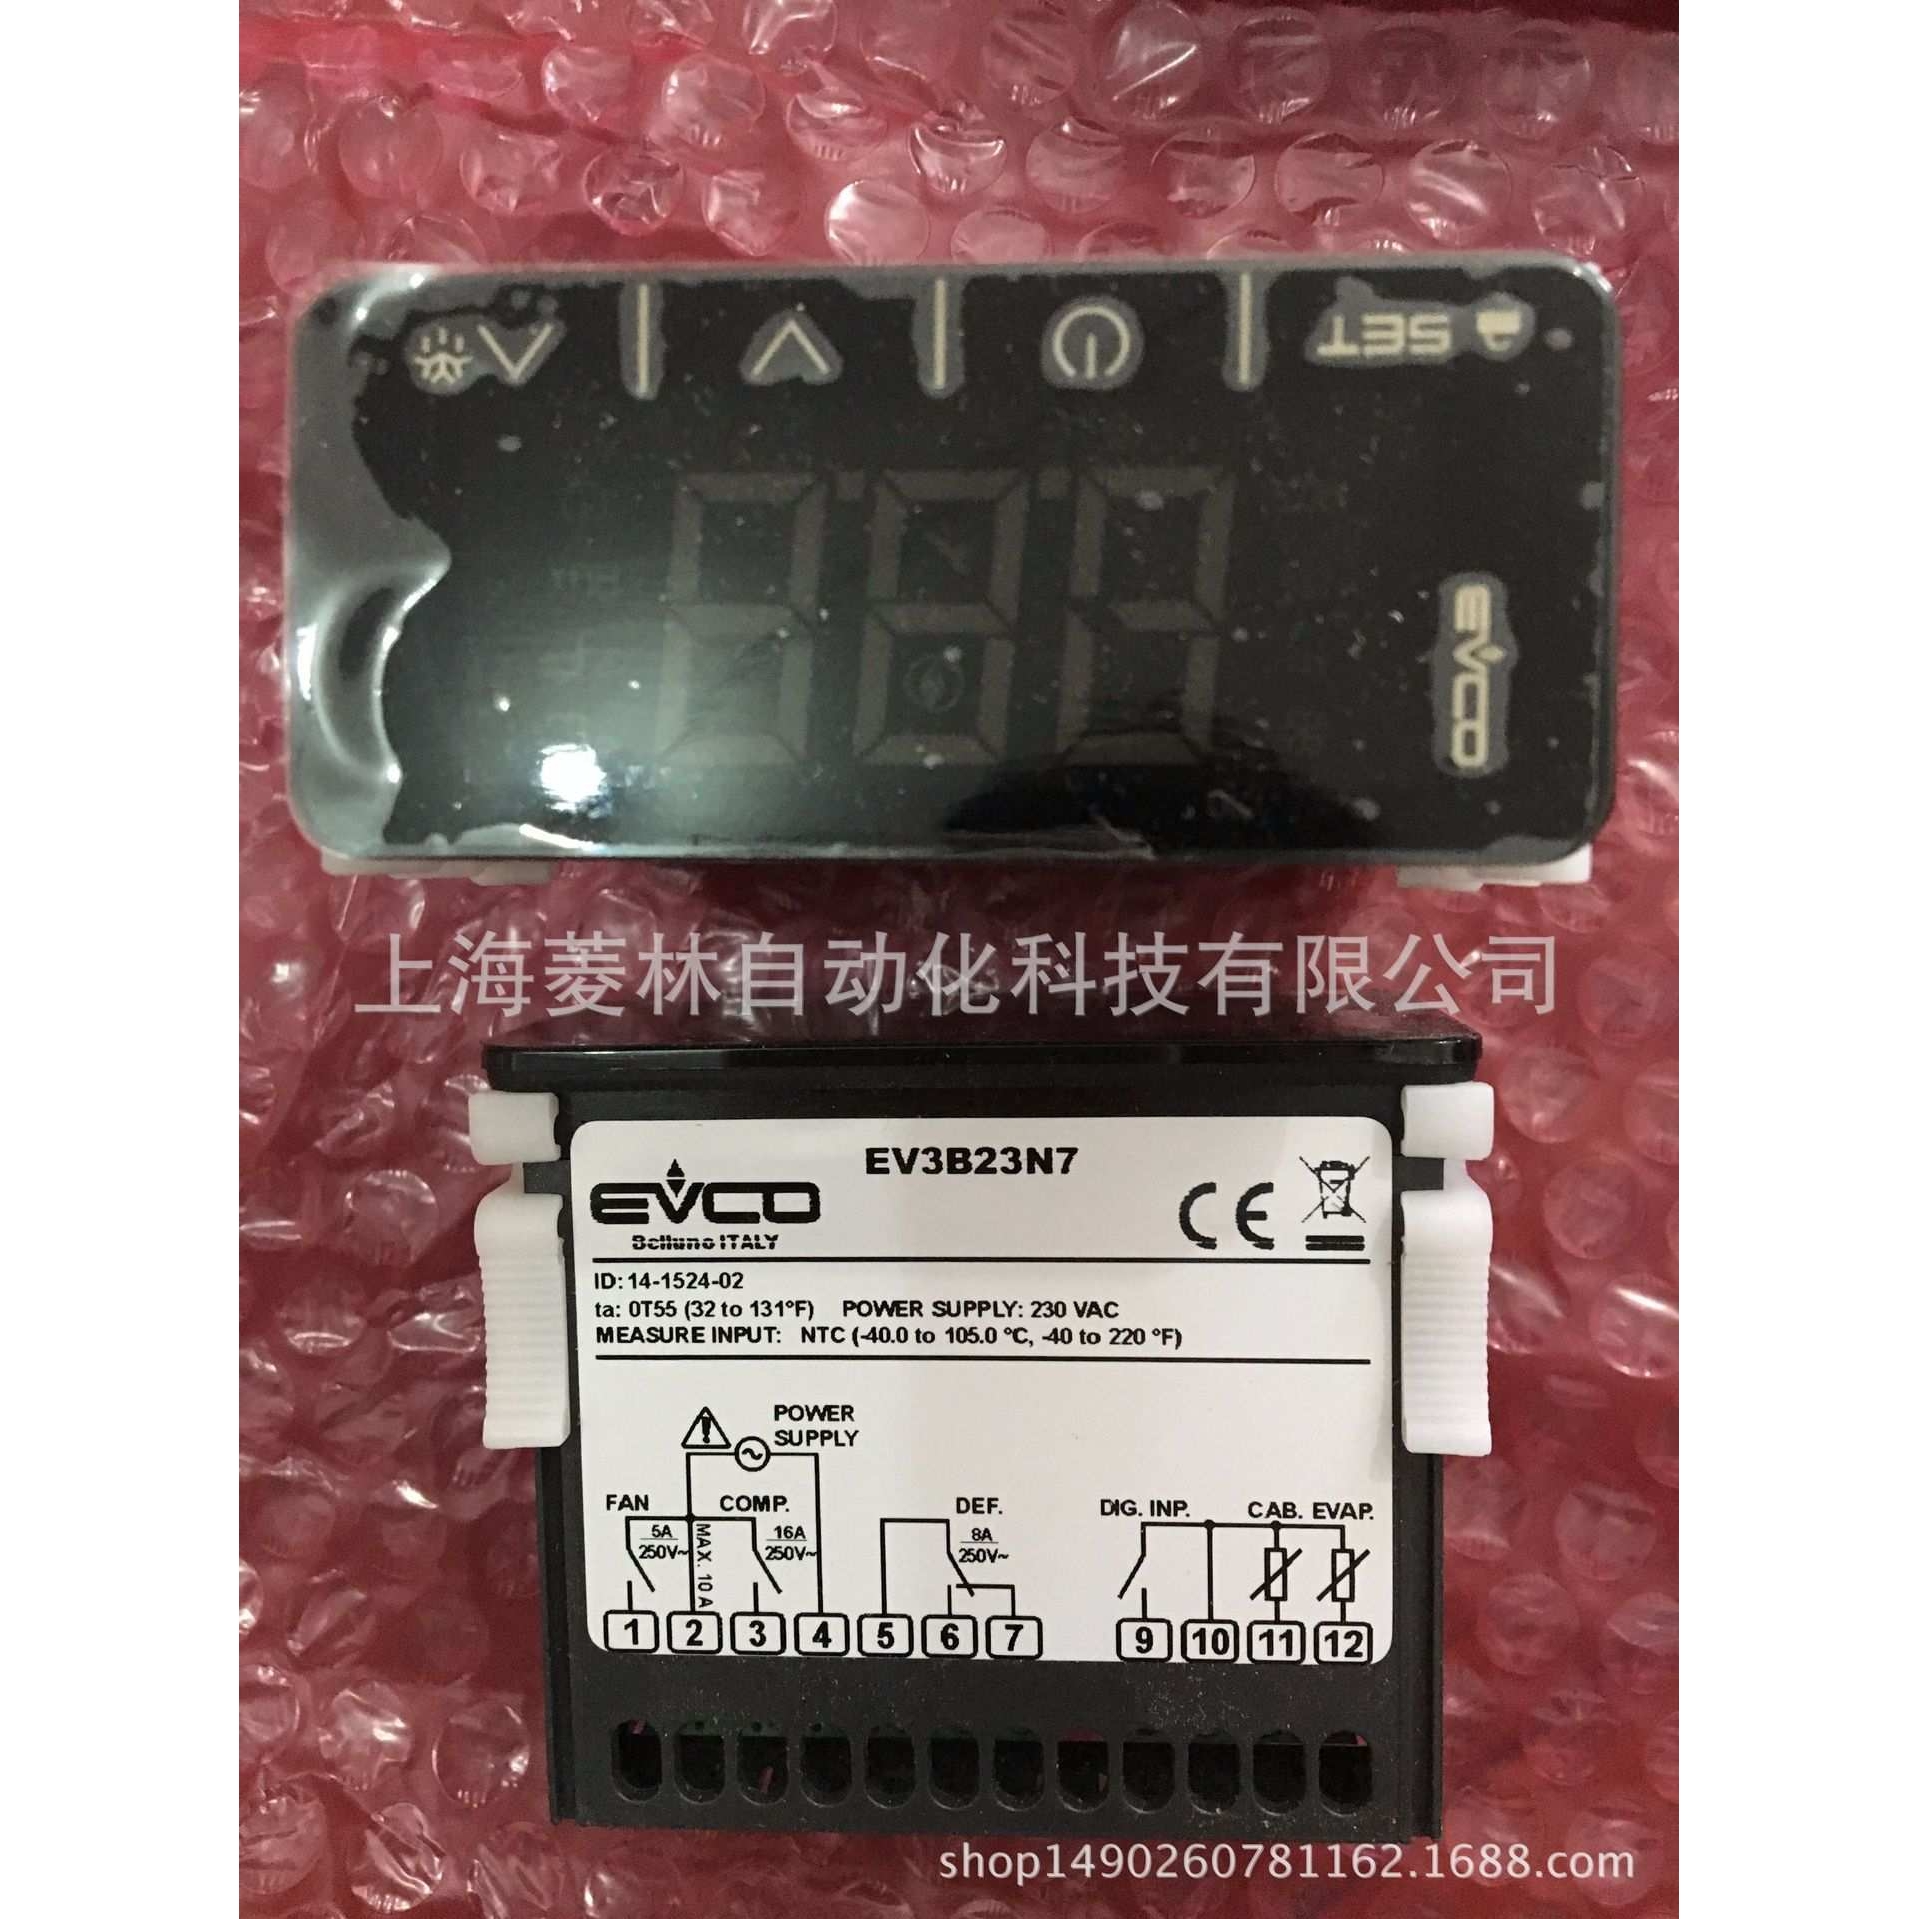 SET
EVCO
上海菱林自动化科技有限公司
EV3B23N7
EVCO
Belluno ITALY
CE
ID: 14-1524-02
ta: 0T55 (32 to 131°F) POWER SUPPLY: 230 VAC
MEASURE INPUT: NTC (-40.0 to 105.0 °C, -40 to 220 °F)
POWER
SUPPLY
FAN COMP. DEF. DIG. INP. CAB. EVAP.
5A 16A 8A
250V~ 250V~ 250V~
MAX. 10 A
1 2 3 4 5 6 7 9 10 11 12
shop1490260781162.1688.com